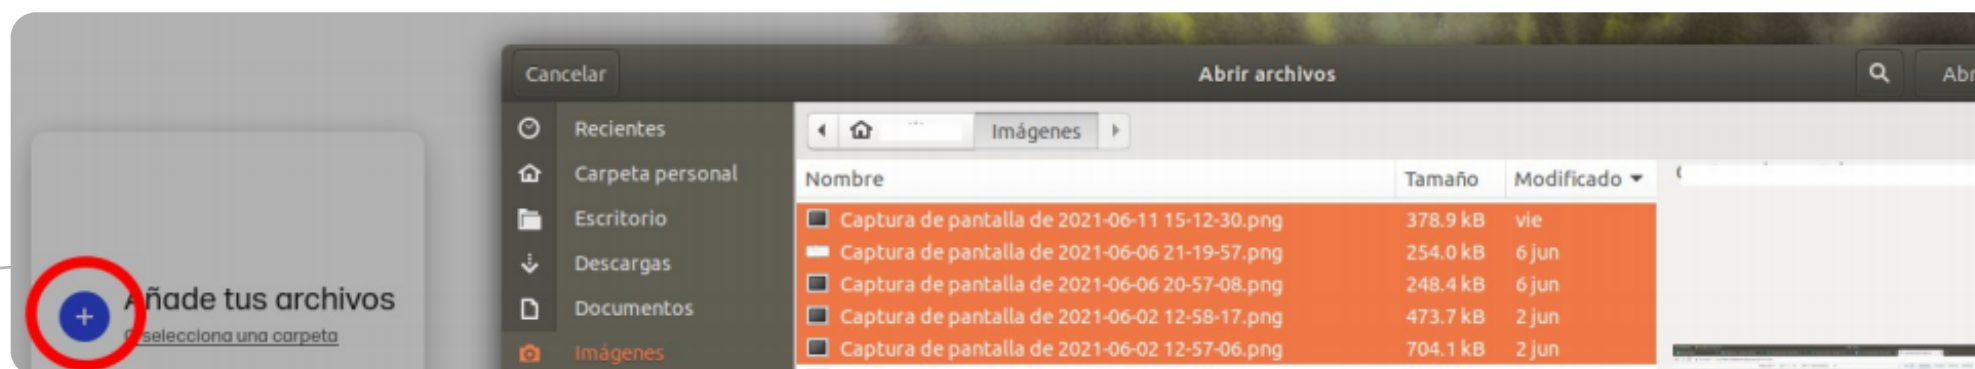 Cancelar
Abrir archivos
Recientes
Carpeta personal
Escritorio
Descargas
Documentos
Imágenes
Imágenes
Nombre Tamaño Modificado
Captura de pantalla de 2021-06-11 15-12-30.png 378.9 kB vie
Captura de pantalla de 2021-06-06 21-19-57.png 254.0 kB 6 jun
Captura de pantalla de 2021-06-06 20-57-08.png 248.4 kB 6 jun
Captura de pantalla de 2021-06-02 12-58-17.png 473.7 kB 2 jun
Captura de pantalla de 2021-06-02 12-57-06.png 704.1 kB 2 jun
+
Añade tus archivos
O selecciona una carpeta